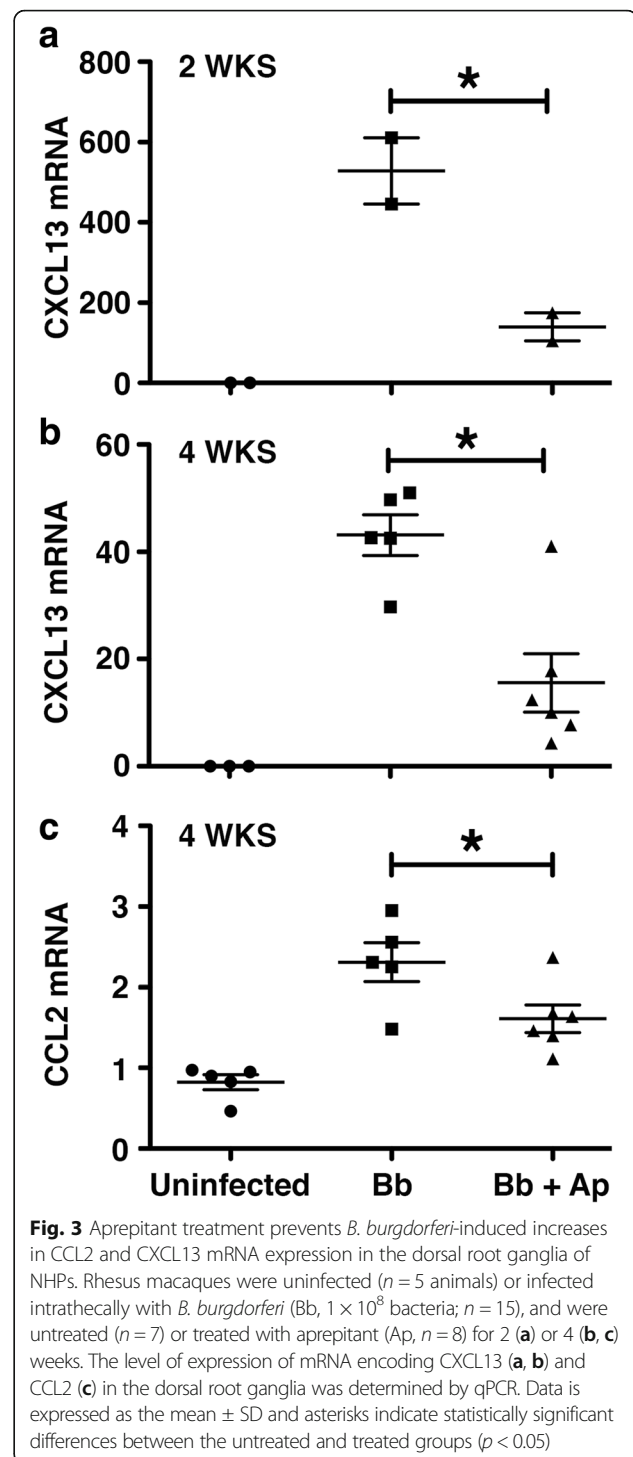 a
2 WKS
*
800
600
400
200
0
CXCL13 mRNA
b
4 WKS
*
60
40
20
0
CXCL13 mRNA
c
4 WKS
*
4
3
2
1
0
CCL2 mRNA
Uninfected Bb Bb + Ap
Fig. 3 Aprepitant treatment prevents B. burgdorferi-induced increases
in CCL2 and CXCL13 mRNA expression in the dorsal root ganglia of
NHPs. Rhesus macaques were uninfected (n = 5 animals) or infected
intrathecally with B. burgdorferi (Bb, 1 × 10⁸ bacteria; n = 15), and were
untreated (n = 7) or treated with aprepitant (Ap, n = 8) for 2 (a) or 4 (b, c)
weeks. The level of expression of mRNA encoding CXCL13 (a, b) and
CCL2 (c) in the dorsal root ganglia was determined by qPCR. Data is
expressed as the mean ± SD and asterisks indicate statistically significant
differences between the untreated and treated groups (p < 0.05)